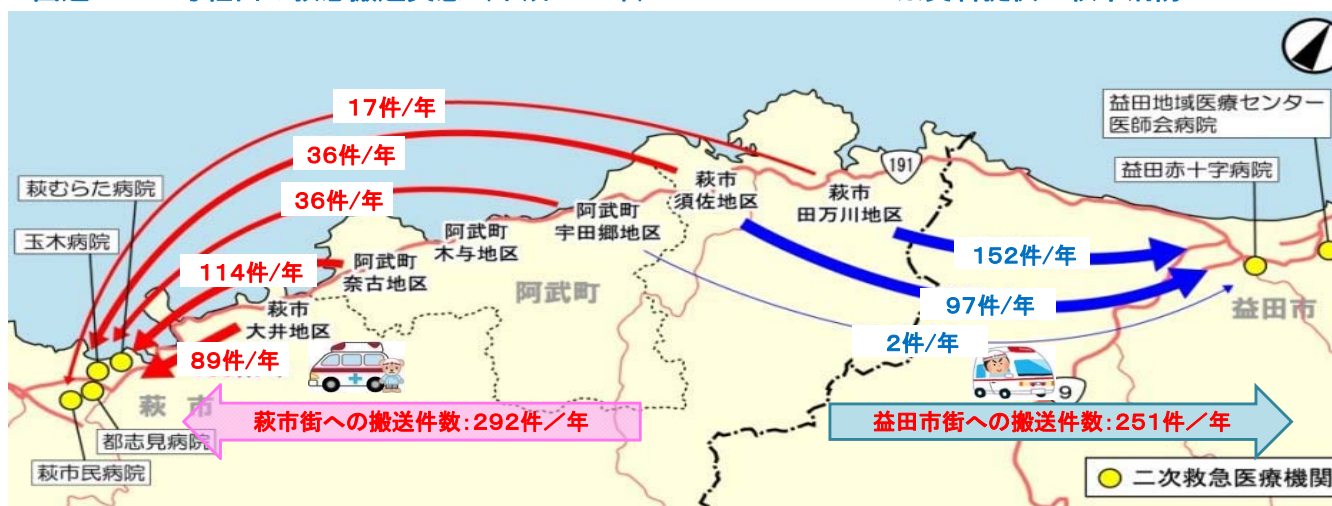 17件/年
36件/年
36件/年
114件/年
89件/年
萩むらた病院
玉木病院
都志見病院
萩市民病院
萩市
萩市
大井地区
阿武町
奈古地区
阿武町
木与地区
阿武町
宇田郷地区
阿武町
萩市
須佐地区
萩市
田万川地区
191
益田地域医療センター
医師会病院
益田赤十字病院
152件/年
97件/年
2件/年
益田市
9
萩市街への搬送件数:292件／年
益田市街への搬送件数:251件／年
二次救急医療機関